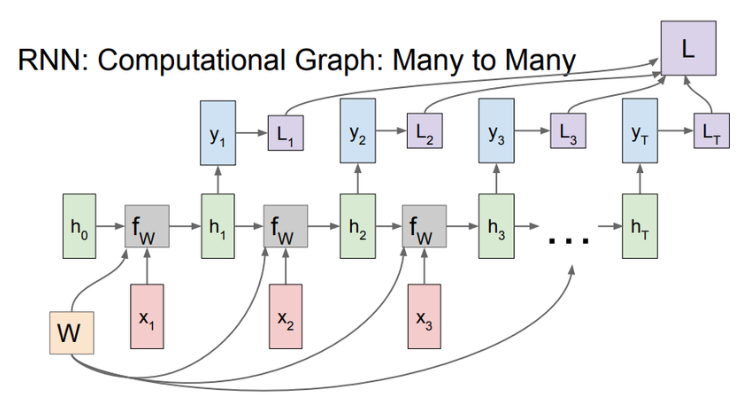 L
RNN: Computational Graph: Many to Many
y1 L1 y2 L2 y3 L3 yT LT
h0 fW h1 fW h2 fW h3 ... hT
x1 x2 x3
W